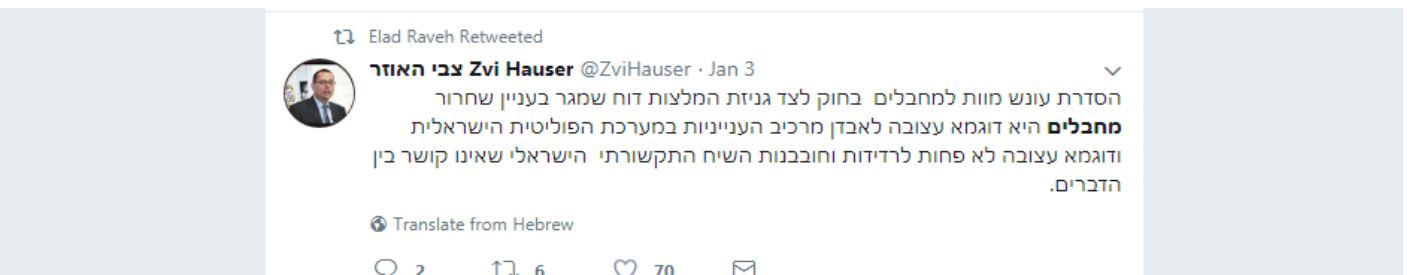 Elad Raveh Retweeted
Zvi Hauser צבי האוזר @ZviHauser · Jan 3
הסדרת עונש מוות למחבלים בחוק לצד גניזת המלצות דוח שמגר בעניין שחרור
מחבלים היא דוגמא עצובה לאבדן מרכיב הענייניות במערכת הפוליטית הישראלית
ודוגמא עצובה לא פחות לרדידות וחובבנות השיח התקשורתי הישראלי שאינו קושר בין
הדברים.
Translate from Hebrew
2 6 70